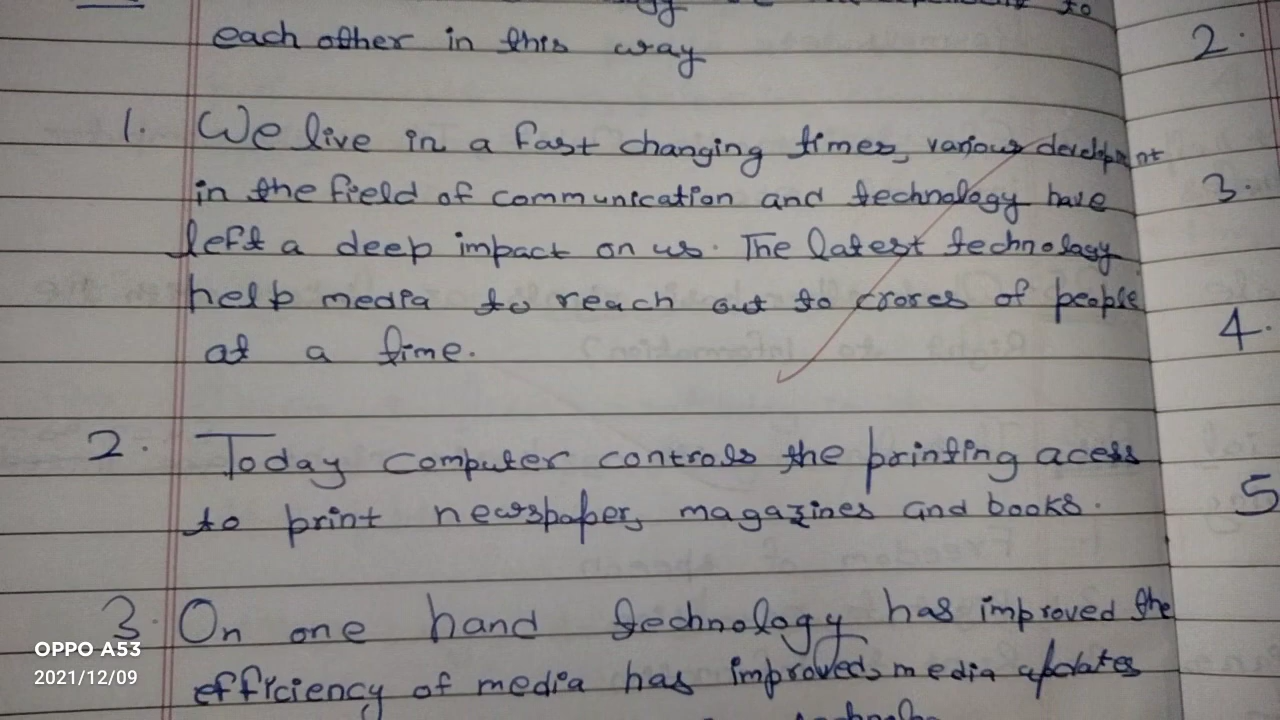 to
each other in this way
1. We live in a fast changing times, various developmnt
in the field of communication and technology have
left a deep impact on us. The latest technology
help media to reach out to crores of people
at a time.
2. Today computer controls the printing acess
to print newspaper, magazines and books.
3. On one hand technology has improved the
efficiency of media has improved, media updates
2.
3.
4.
5
OPPO A53
2021/12/09